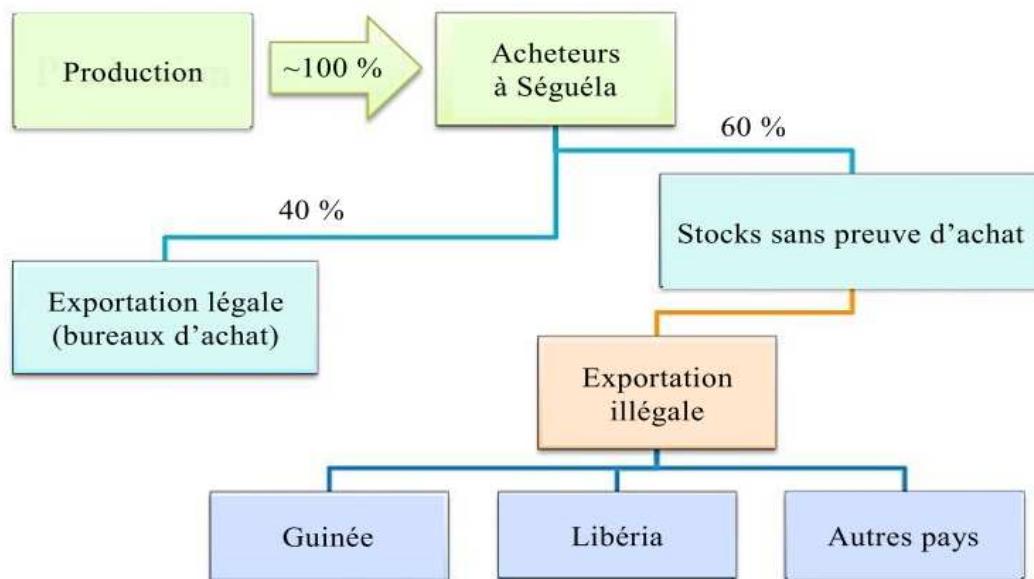 Production
~100 %
Acheteurs
à Séguéla
60 %
40 %
Stocks sans preuve d’achat
Exportation légale
(bureaux d’achat)
Exportation
illégale
Guinée
Libéria
Autres pays